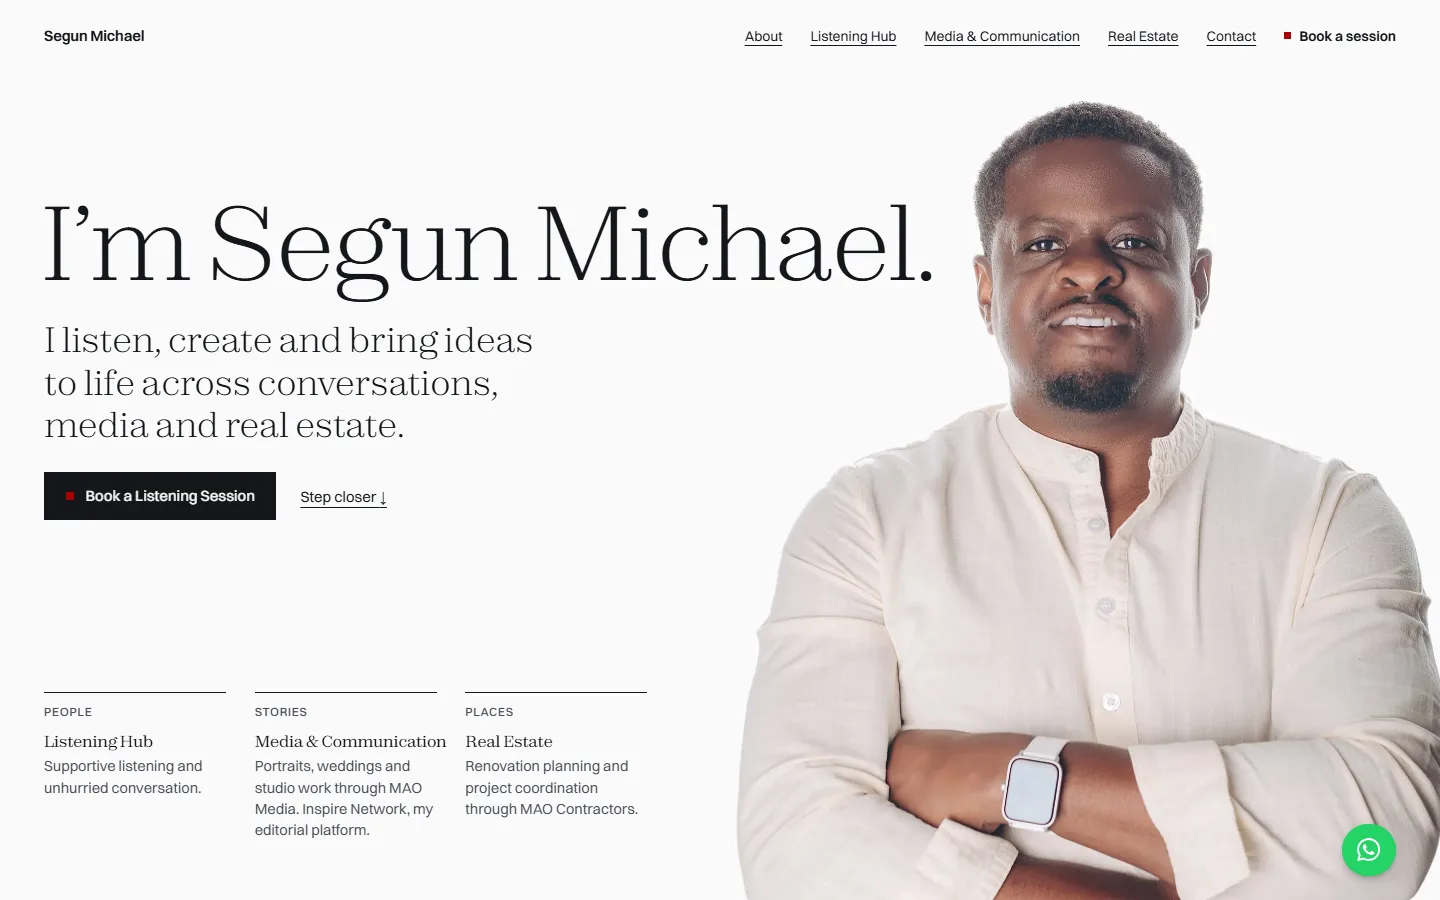 Segun Michael
About
Listening Hub
Media & Communication
Real Estate
Contact
Book a session
I’m Segun Michael.
I listen, create and bring ideas
to life across conversations,
media and real estate.
Book a Listening Session
Step closer ↓
PEOPLE
Listening Hub
Supportive listening and
unhurried conversation.
STORIES
Media & Communication
Portraits, weddings and
studio work through MAO
Media. Inspire Network, my
editorial platform.
PLACES
Real Estate
Renovation planning and
project coordination
through MAO Contractors.